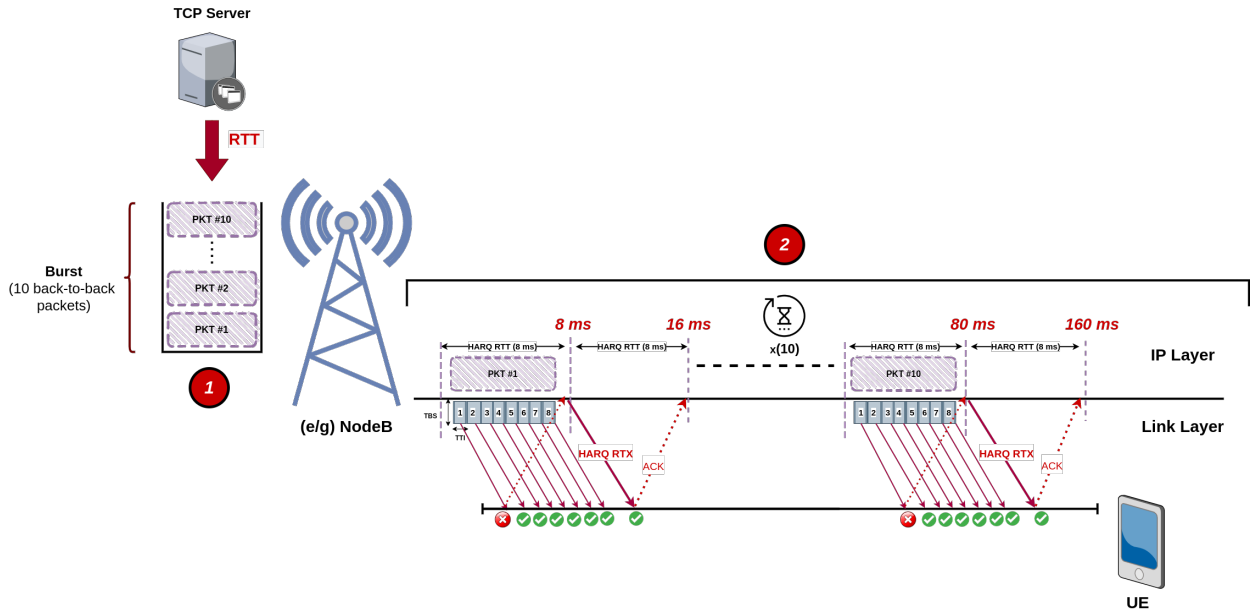 TCP Server
RTT
PKT #10
PKT #2
PKT #1
Burst
(10 back-to-back
packets)
1
(e/g) NodeB
2
8 ms
16 ms
x(10)
80 ms
160 ms
HARQ RTT (8 ms)
HARQ RTT (8 ms)
HARQ RTT (8 ms)
HARQ RTT (8 ms)
IP Layer
PKT #1
PKT #10
TBS
1 2 3 4 5 6 7 8
TTI
1 2 3 4 5 6 7 8
Link Layer
HARQ RTX
ACK
HARQ RTX
ACK
UE